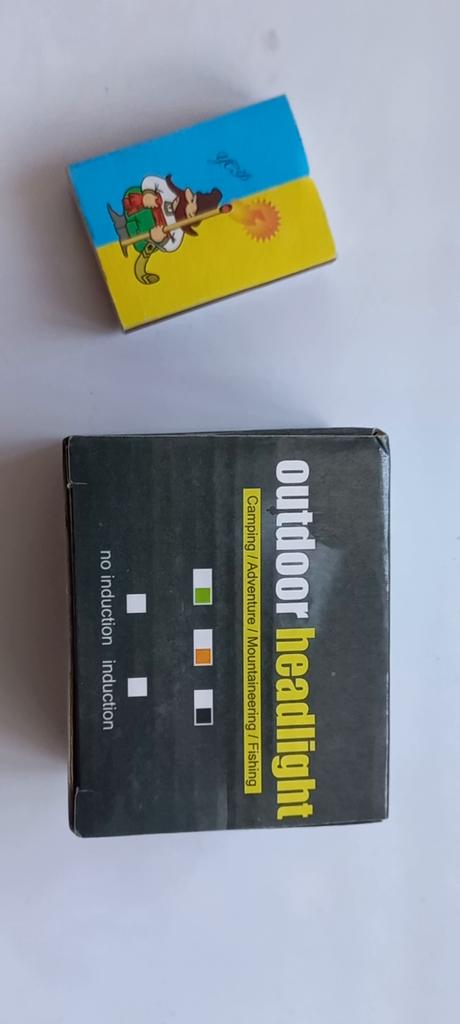 outdoor headlight
Camping / Adventure / Mountaineering / Fishing
no induction induction